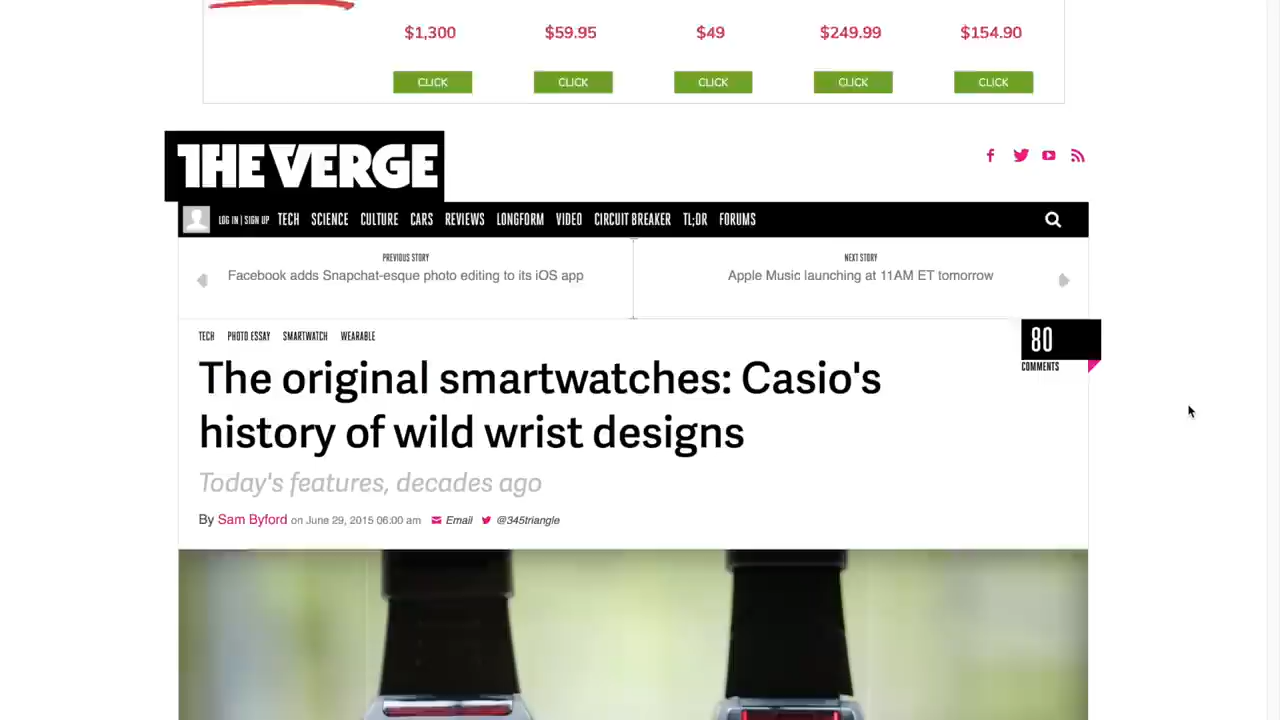 $1,300 $59.95 $49 $249.99 $154.90
CLICK CLICK CLICK CLICK CLICK
THE VERGE
LOG IN | SIGN UP TECH SCIENCE CULTURE CARS REVIEWS LONGFORM VIDEO CIRCUIT BREAKER TL;DR FORUMS
PREVIOUS STORY
Facebook adds Snapchat-esque photo editing to its iOS app
NEXT STORY
Apple Music launching at 11AM ET tomorrow
TECH PHOTO ESSAY SMARTWATCH WEARABLE
80
COMMENTS
The original smartwatches: Casio's
history of wild wrist designs
Today's features, decades ago
By Sam Byford on June 29, 2015 06:00 am Email @345triangle